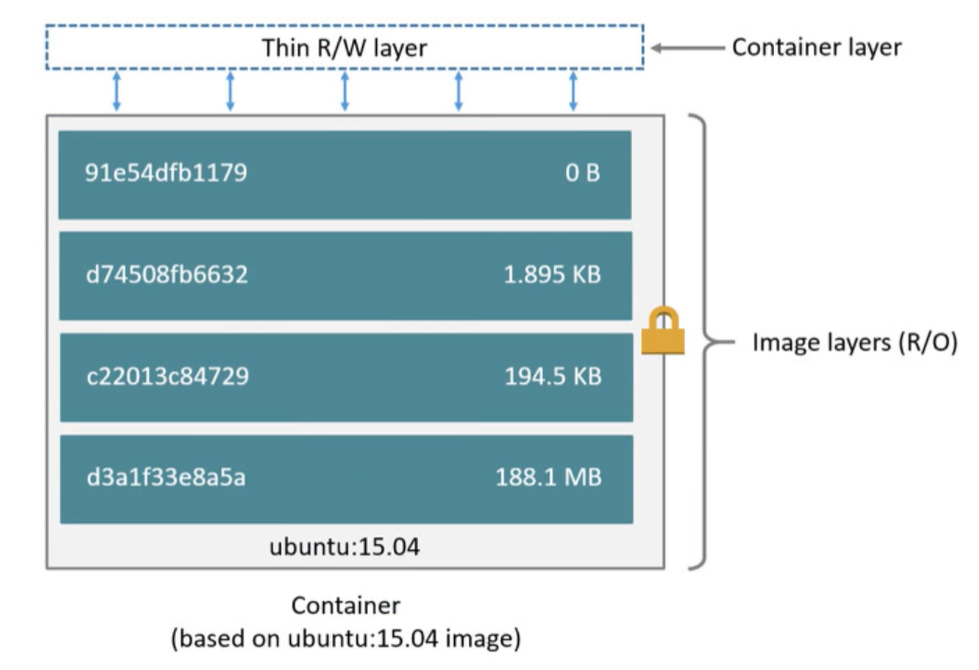 Thin R/W layer
Container layer
91e54dfb1179 0 B
d74508fb6632 1.895 KB
c22013c84729 194.5 KB
Image layers (R/O)
d3a1f33e8a5a 188.1 MB
ubuntu:15.04
Container
(based on ubuntu:15.04 image)